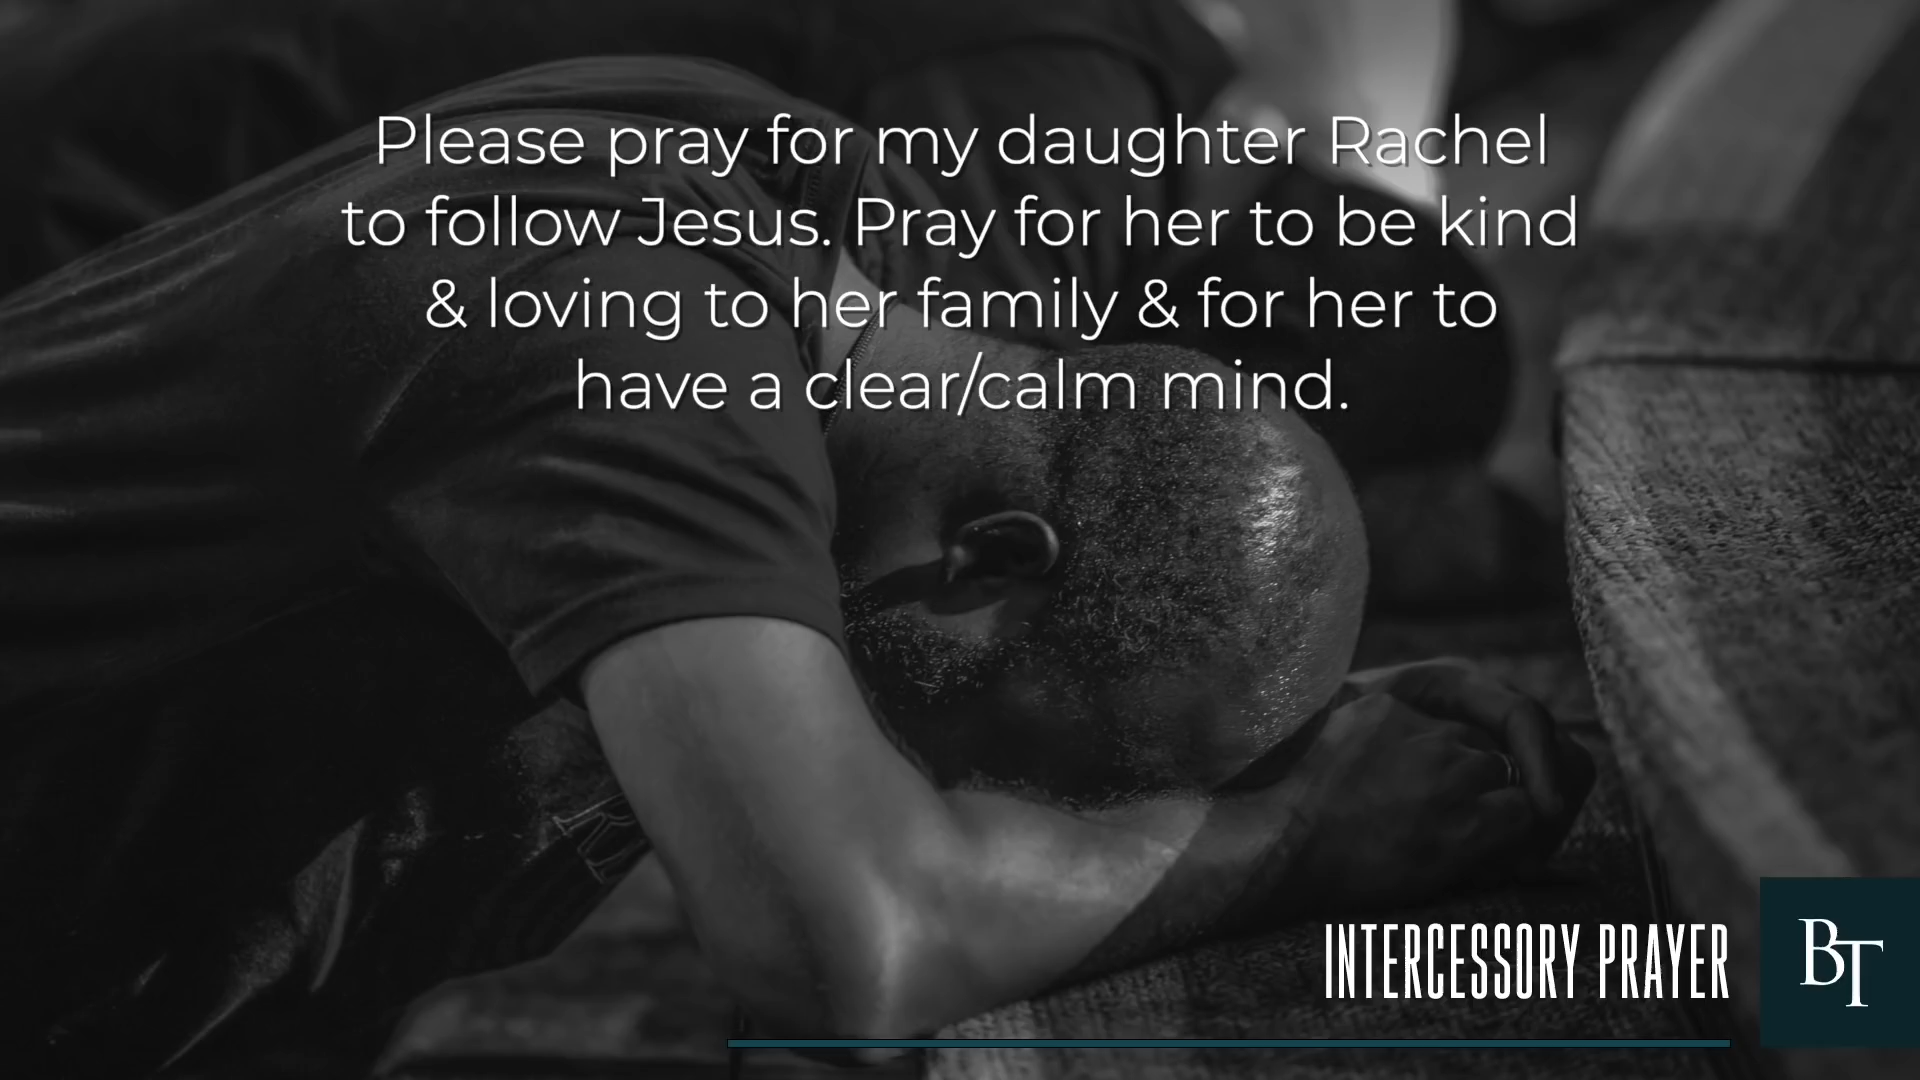 Please pray for my daughter Rachel
to follow Jesus. Pray for her to be kind
& loving to her family & for her to
have a clear/calm mind.
INTERCESSORY PRAYER
BT